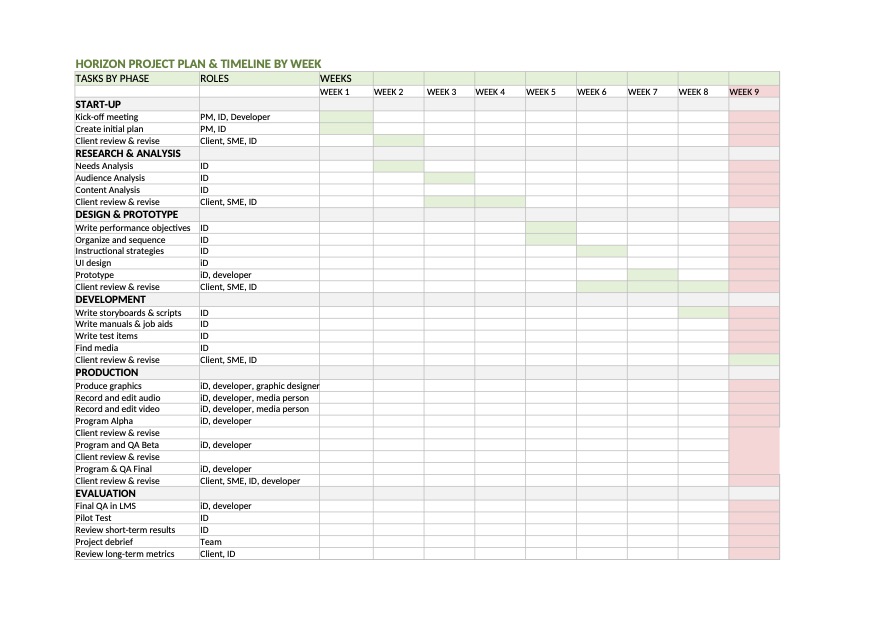 HORIZON PROJECT PLAN & TIMELINE BY WEEK
TASKS BY PHASE ROLES WEEKS
WEEK 1 WEEK 2 WEEK 3 WEEK 4 WEEK 5 WEEK 6 WEEK 7 WEEK 8 WEEK 9
START-UP
Kick-off meeting PM, ID, Developer
Create initial plan PM, ID
Client review & revise Client, SME, ID
RESEARCH & ANALYSIS
Needs Analysis ID
Audience Analysis ID
Content Analysis ID
Client review & revise Client, SME, ID
DESIGN & PROTOTYPE
Write performance objectives ID
Organize and sequence ID
Instructional strategies ID
UI design iD
Prototype iD, developer
Client review & revise Client, SME, ID
DEVELOPMENT
Write storyboards & scripts ID
Write manuals & job aids ID
Write test items ID
Find media ID
Client review & revise Client, SME, ID
PRODUCTION
Produce graphics iD, developer, graphic designer
Record and edit audio iD, developer, media person
Record and edit video iD, developer, media person
Program Alpha iD, developer
Client review & revise
Program and QA Beta iD, developer
Client review & revise
Program & QA Final iD, developer
Client review & revise Client, SME, ID, developer
EVALUATION
Final QA in LMS iD, developer
Pilot Test ID
Review short-term results ID
Project debrief Team
Review long-term metrics Client, ID